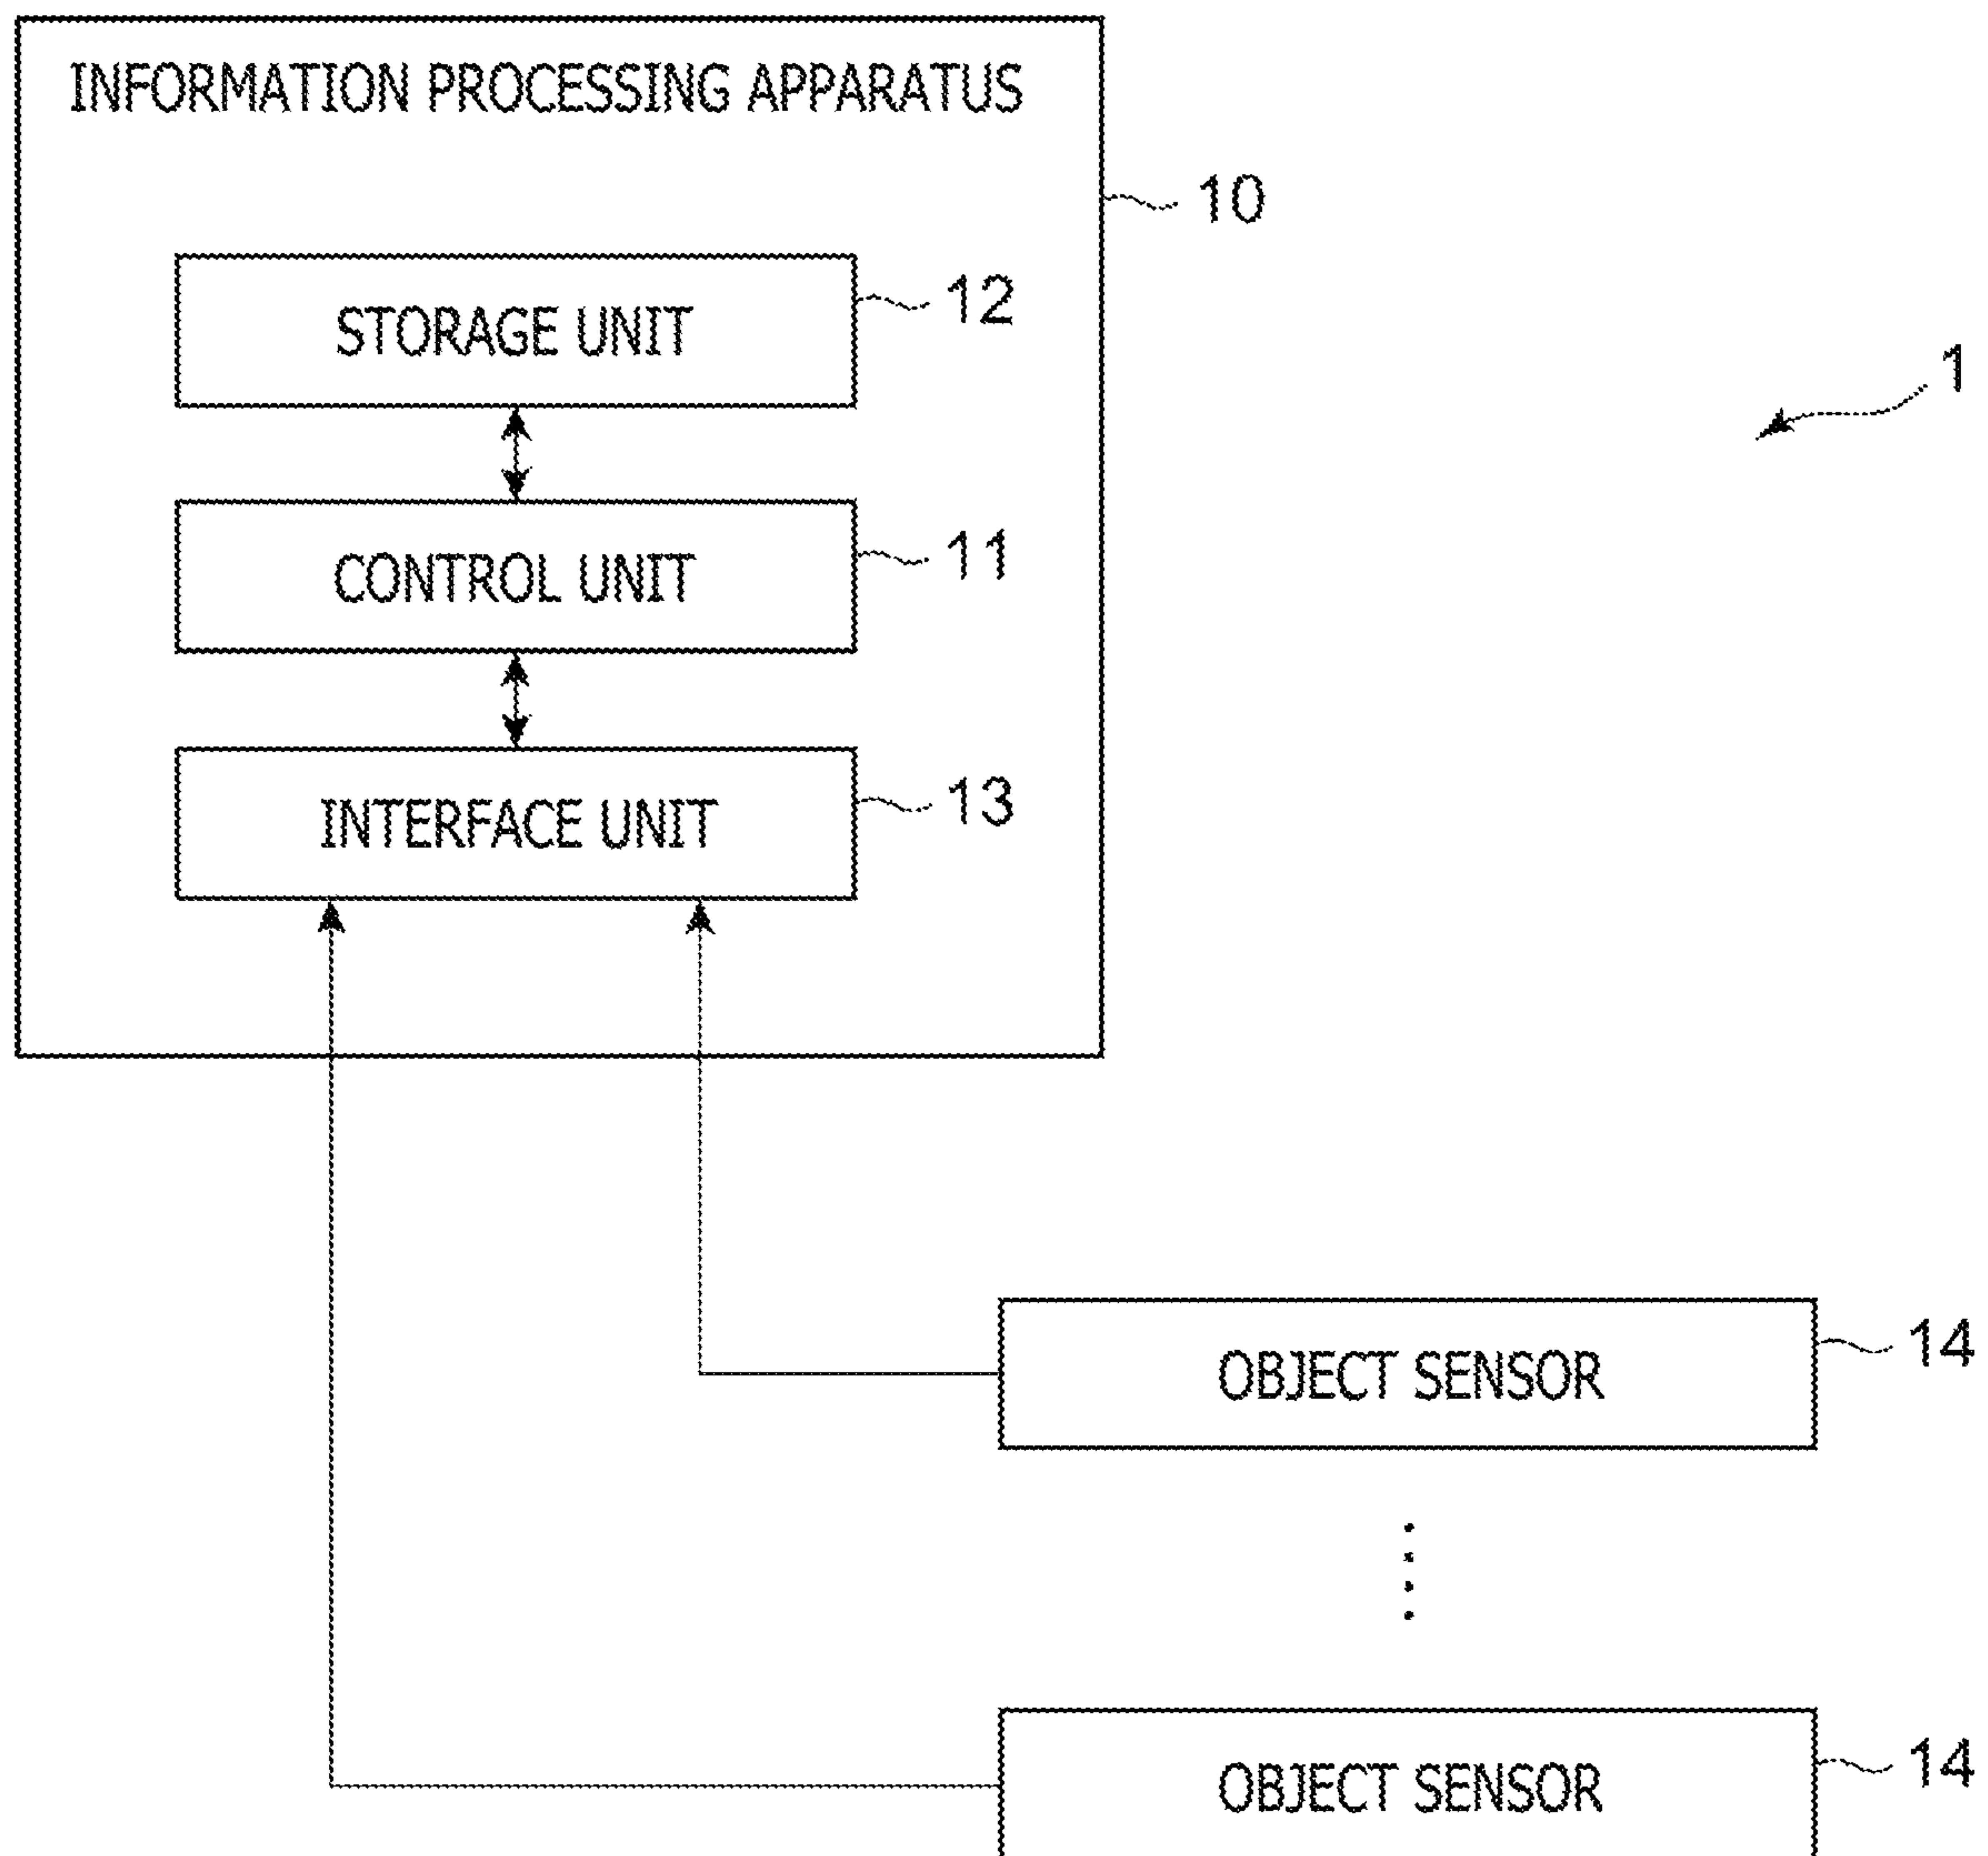 INFORMATION PROCESSING APPARATUS
10
STORAGE UNIT
12
1
CONTROL UNIT
11
INTERFACE UNIT
13
OBJECT SENSOR
14
OBJECT SENSOR
14